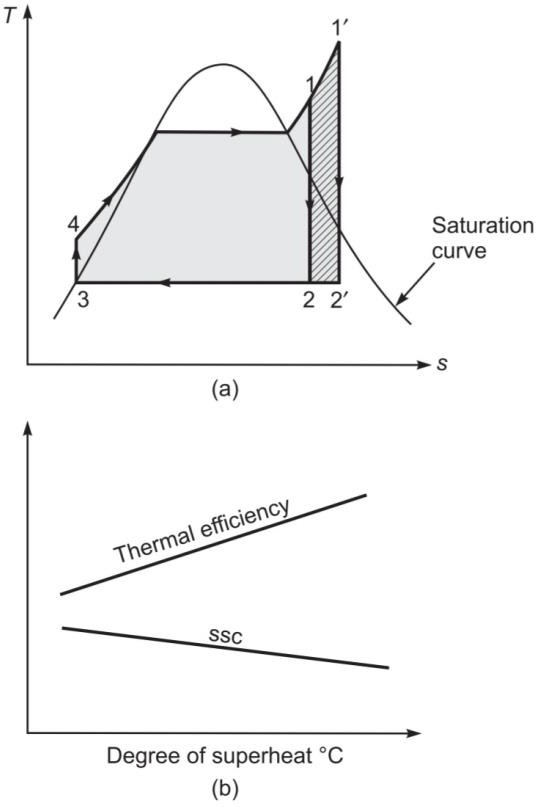 T
1′
1
4
Saturation
curve
3
2
2′
s
(a)
Thermal efficiency
ssc
Degree of superheat °C
(b)